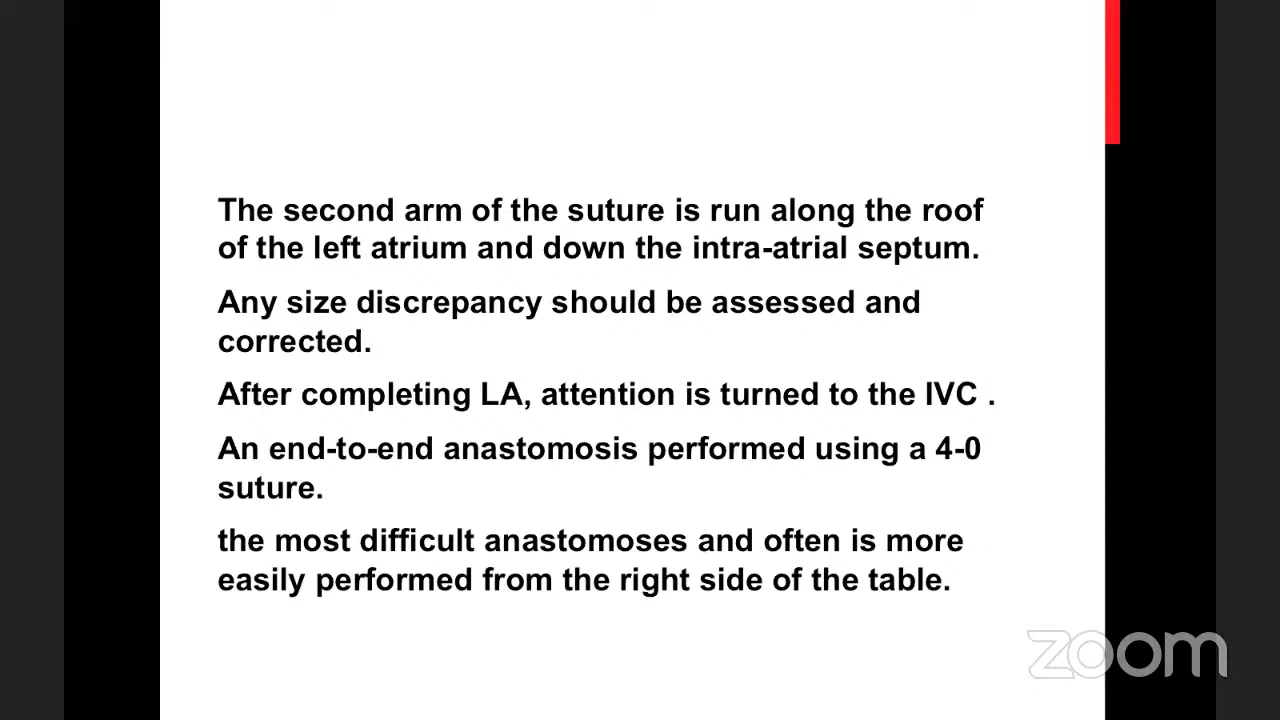 The second arm of the suture is run along the roof
of the left atrium and down the intra-atrial septum.
Any size discrepancy should be assessed and
corrected.
After completing LA, attention is turned to the IVC .
An end-to-end anastomosis performed using a 4-0
suture.
the most difficult anastomoses and often is more
easily performed from the right side of the table.
zoom